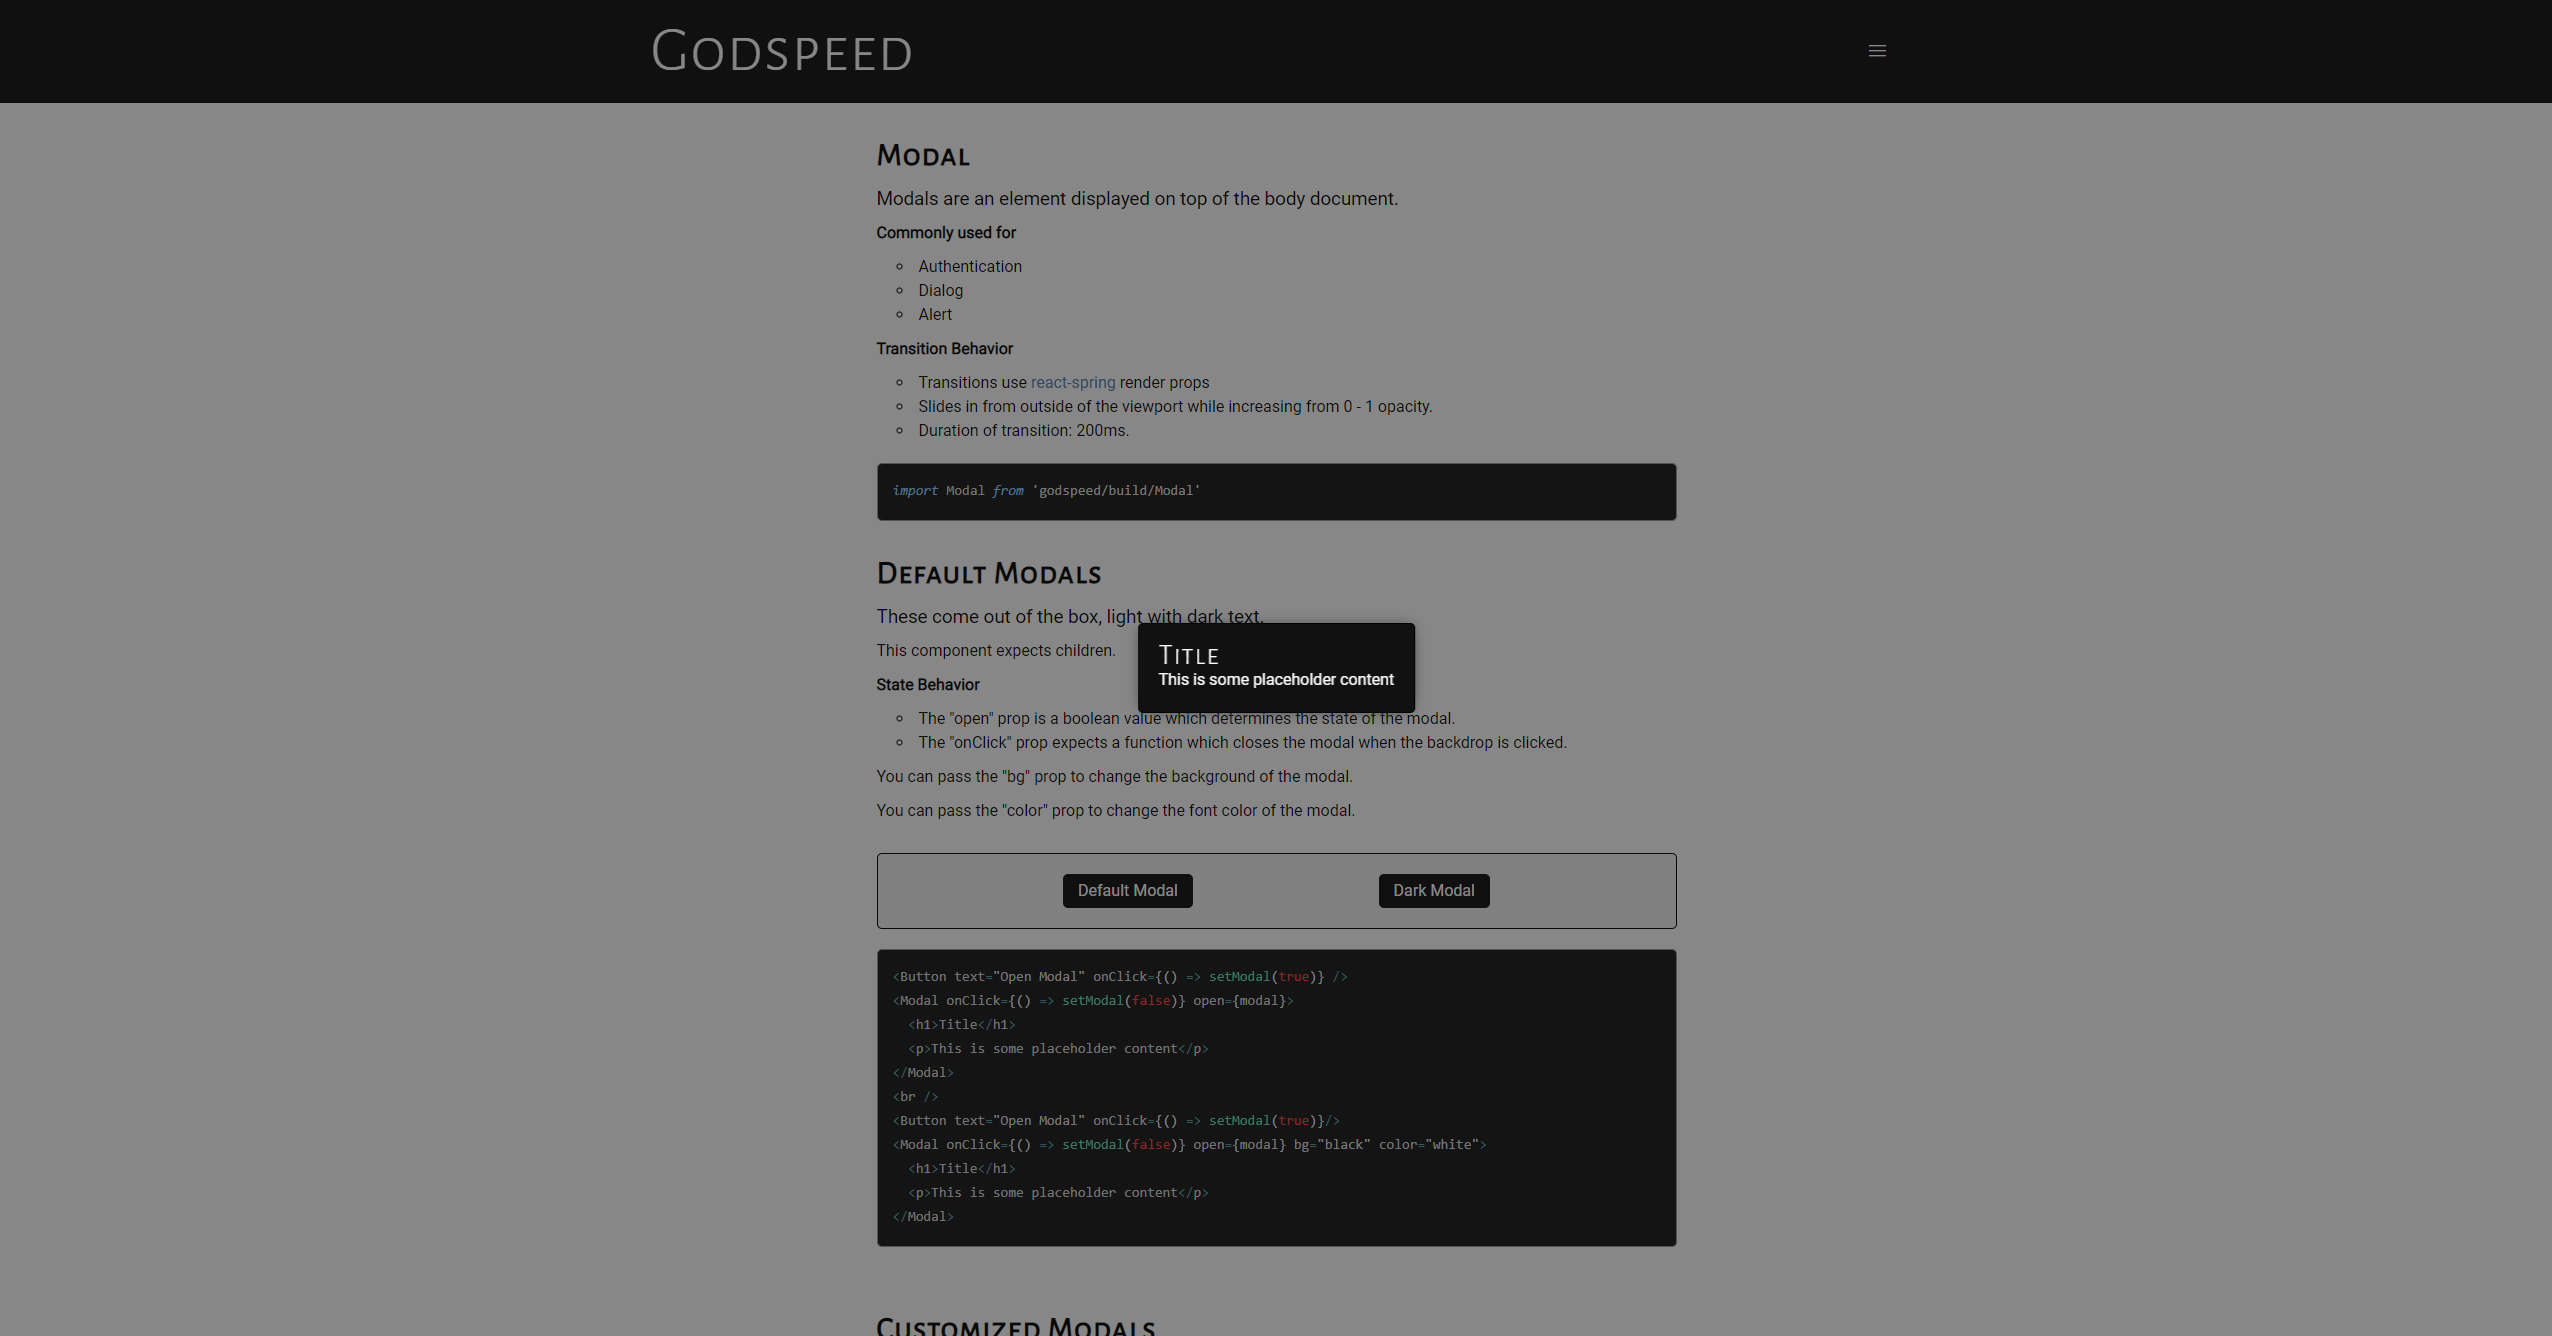 Godspeed
Modal
Modals are an element displayed on top of the body document.
Commonly used for
Authentication
Dialog
Alert
Transition Behavior
Transitions use react-spring render props
Slides in from outside of the viewport while increasing from 0 - 1 opacity.
Duration of transition: 200ms.
import Modal from 'godspeed/build/Modal'
Default Modals
These come out of the box, light with dark text.
This component expects children.
Title
This is some placeholder content
State Behavior
The "open" prop is a boolean value which determines the state of the modal.
The "onClick" prop expects a function which closes the modal when the backdrop is clicked.
You can pass the "bg" prop to change the background of the modal.
You can pass the "color" prop to change the font color of the modal.
Default Modal Dark Modal
<Button text="Open Modal" onClick={() => setModal(true)} />
<Modal onClick={() => setModal(false)} open={modal}>
  <h1>Title</h1>
  <p>This is some placeholder content</p>
</Modal>
<br />
<Button text="Open Modal" onClick={() => setModal(true)}/>
<Modal onClick={() => setModal(false)} open={modal} bg="black" color="white">
  <h1>Title</h1>
  <p>This is some placeholder content</p>
</Modal>
Customized Modals